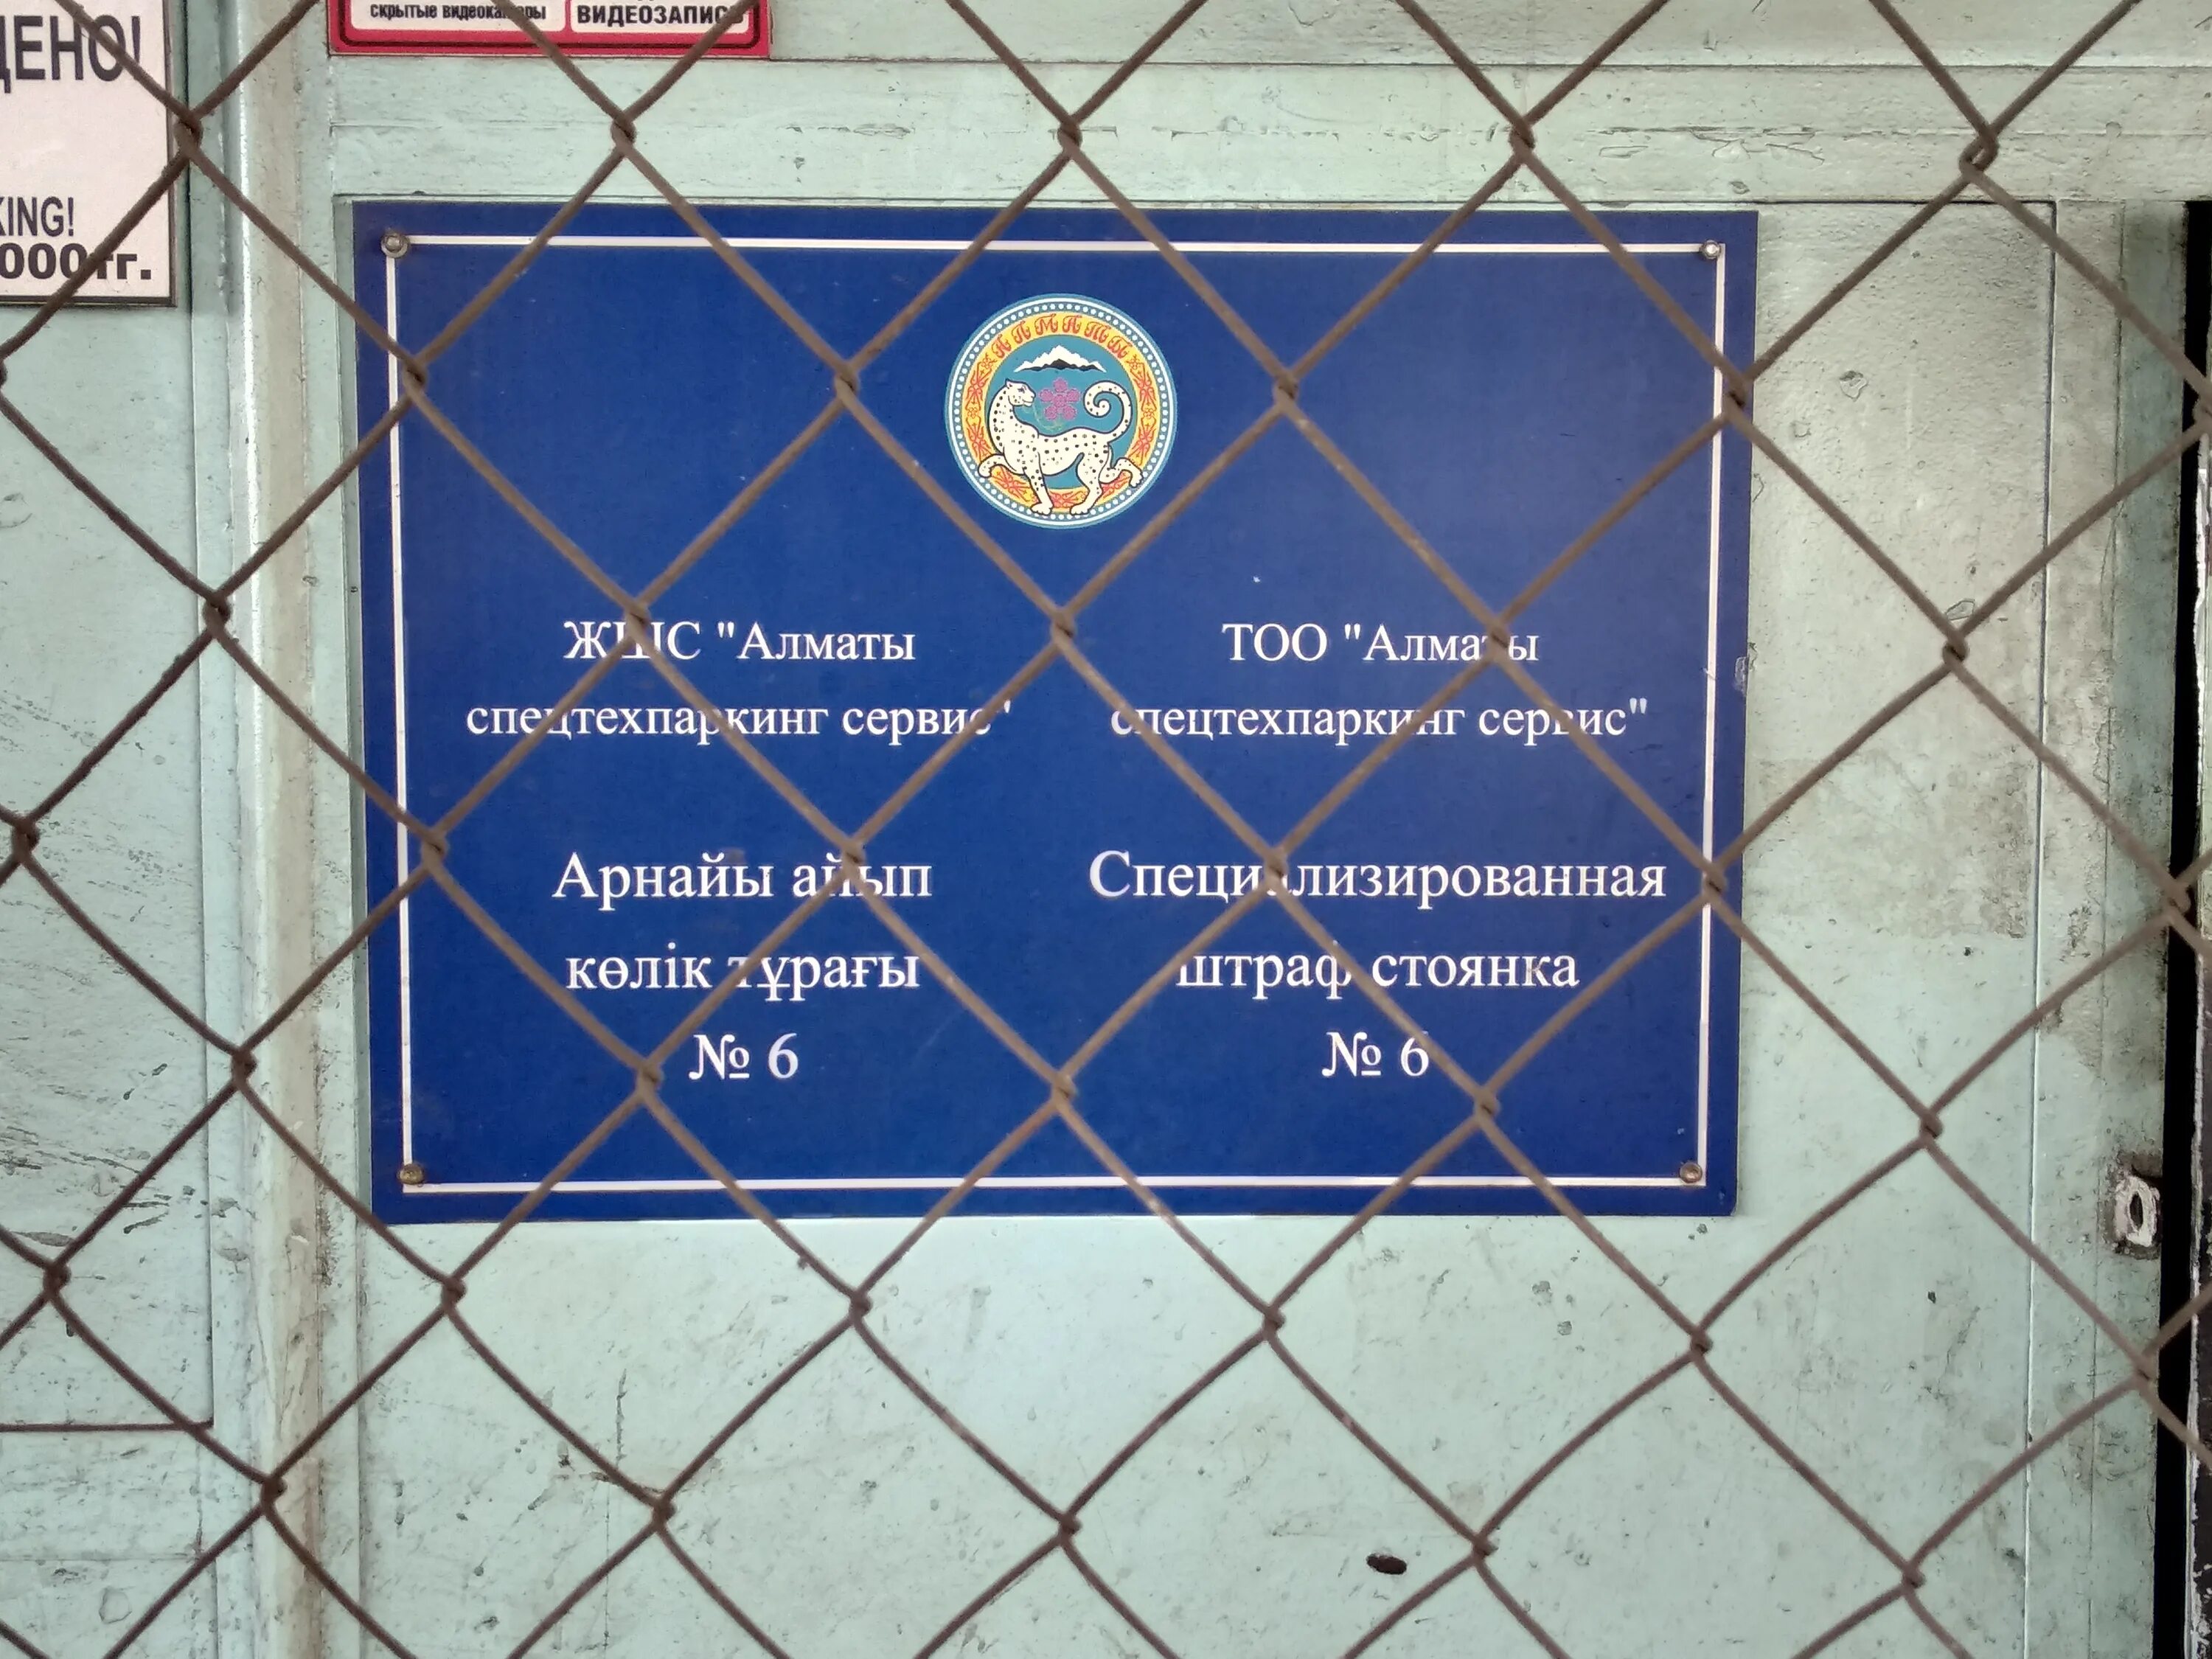 скрытые видеокамеры
ВИДЕОЗАПИСЬ
KING!
000тг.
АЛМАТЫ
ЖШС "Алматы
спецтехпаркинг сервис"
Арнайы айып
көлік тұрағы
№ 6
ТОО "Алматы
спецтехпаркинг сервис"
Специализированная
штраф стоянка
№ 6